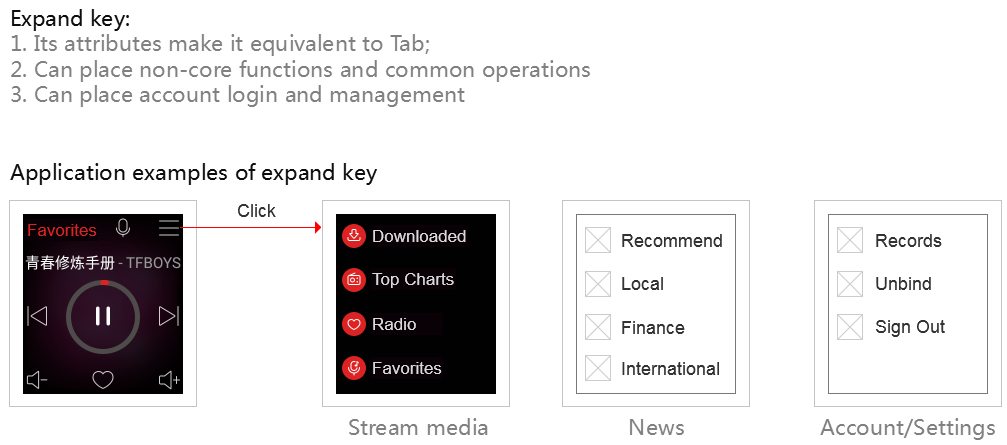 Expand key:
1. Its attributes make it equivalent to Tab;
2. Can place non-core functions and common operations
3. Can place account login and management
Application examples of expand key
Favorites
青春修炼手册 - TFBOYS
Click
Downloaded
Top Charts
Radio
Favorites
Stream media
Recommend
Local
Finance
International
News
Records
Unbind
Sign Out
Account/Settings